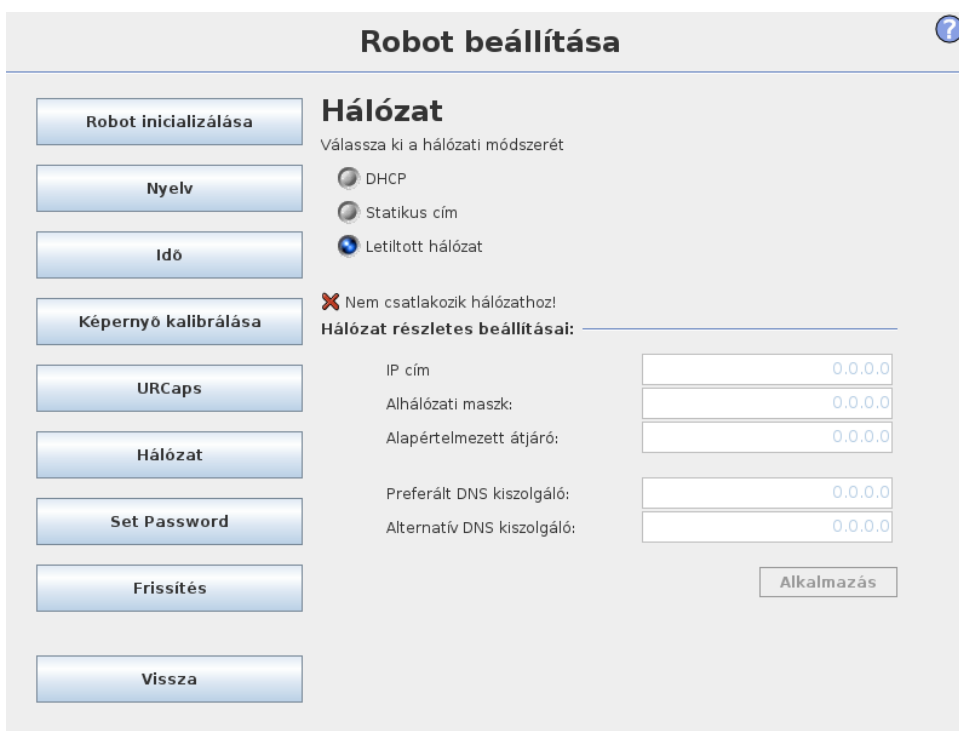 Robot beállítása
?
Robot inicializálása
Nyelv
Idõ
Képernyõ kalibrálása
URCaps
Hálózat
Set Password
Frissítés
Vissza
Hálózat
Válassza ki a hálózati módszerét
DHCP
Statikus cím
Letiltott hálózat
Nem csatlakozik hálózathoz!
Hálózat részletes beállításai:
IP cím 0.0.0.0
Alhálózati maszk: 0.0.0.0
Alapértelmezett átjáró: 0.0.0.0
Preferált DNS kiszolgáló: 0.0.0.0
Alternatív DNS kiszolgáló: 0.0.0.0
Alkalmazás